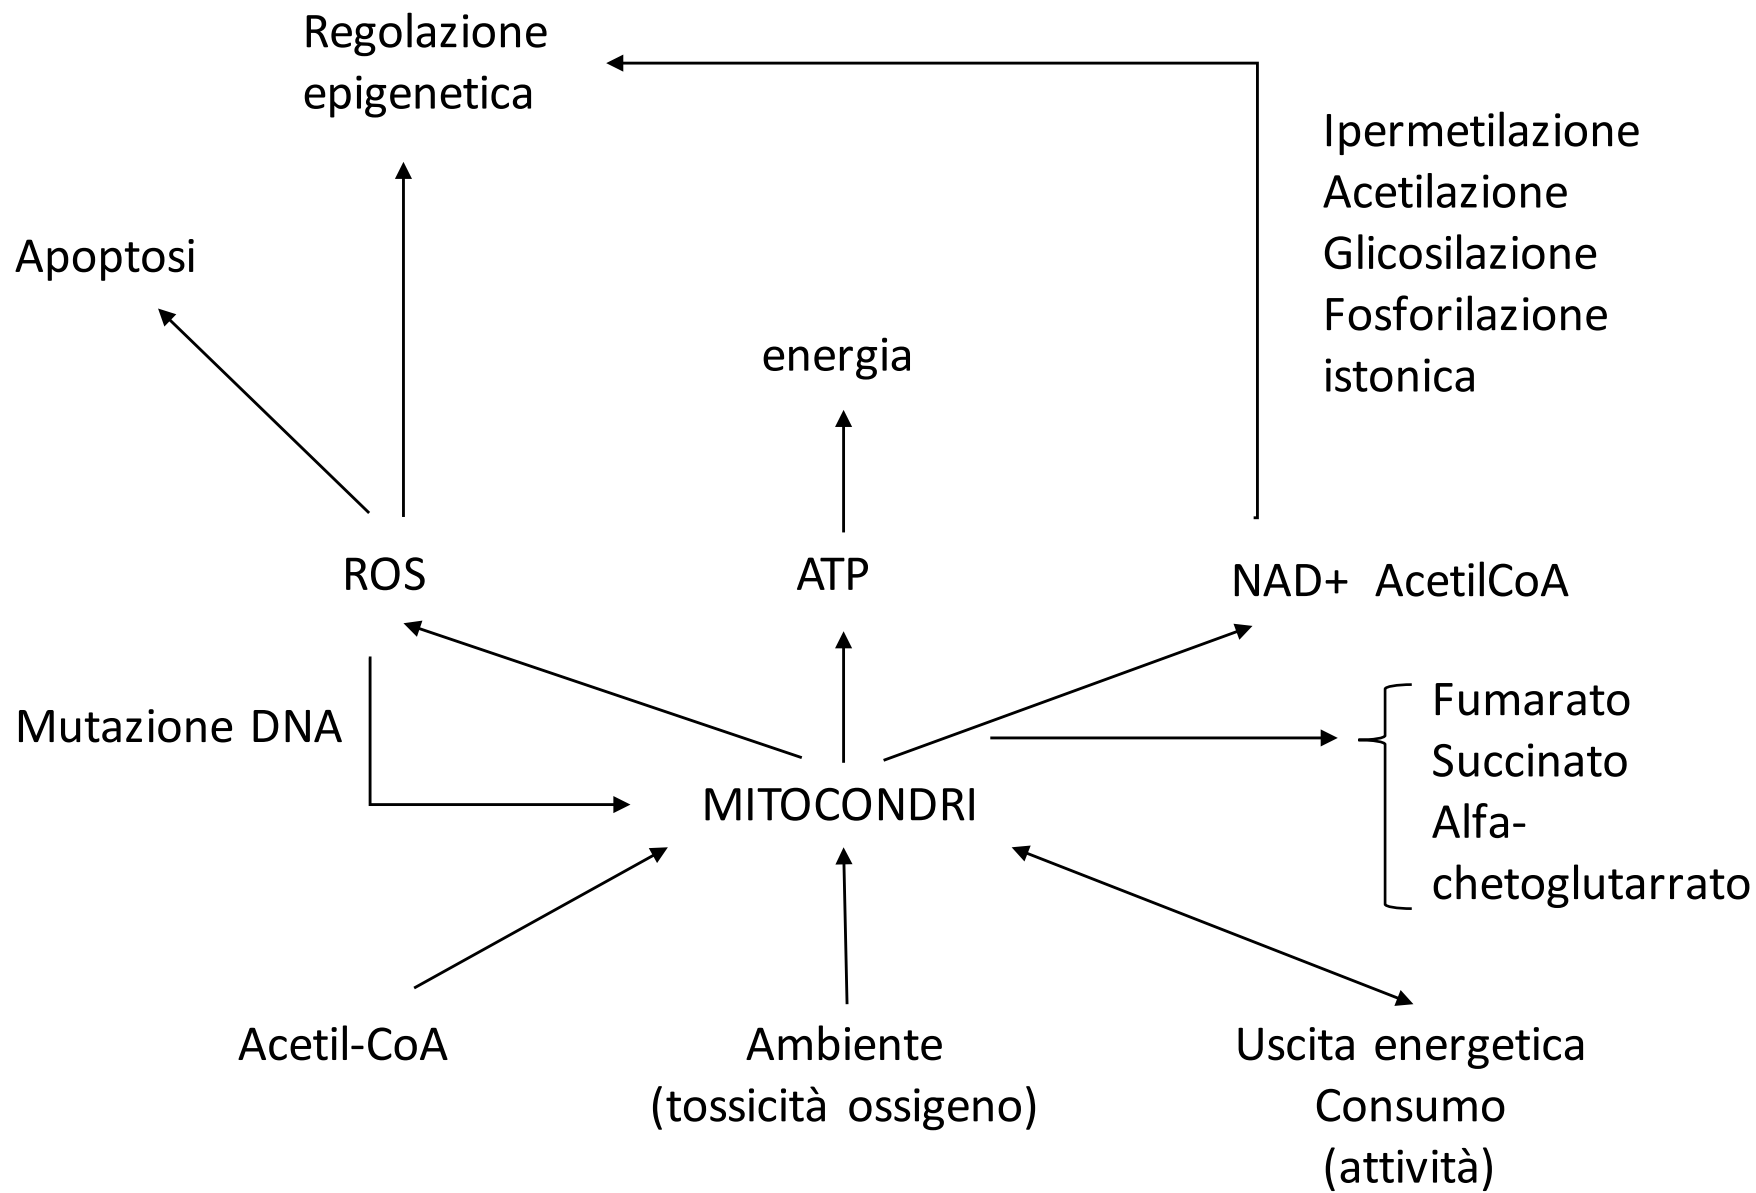 Regolazione
epigenetica
Ipermetilazione
Acetilazione
Glicosilazione
Fosforilazione
istonica
Apoptosi
energia
ROS
ATP
NAD+ AcetilCoA
Mutazione DNA
MITOCONDRI
Fumarato
Succinato
Alfa-
chetoglutarrato
Acetil-CoA
Ambiente
(tossicità ossigeno)
Uscita energetica
Consumo
(attività)